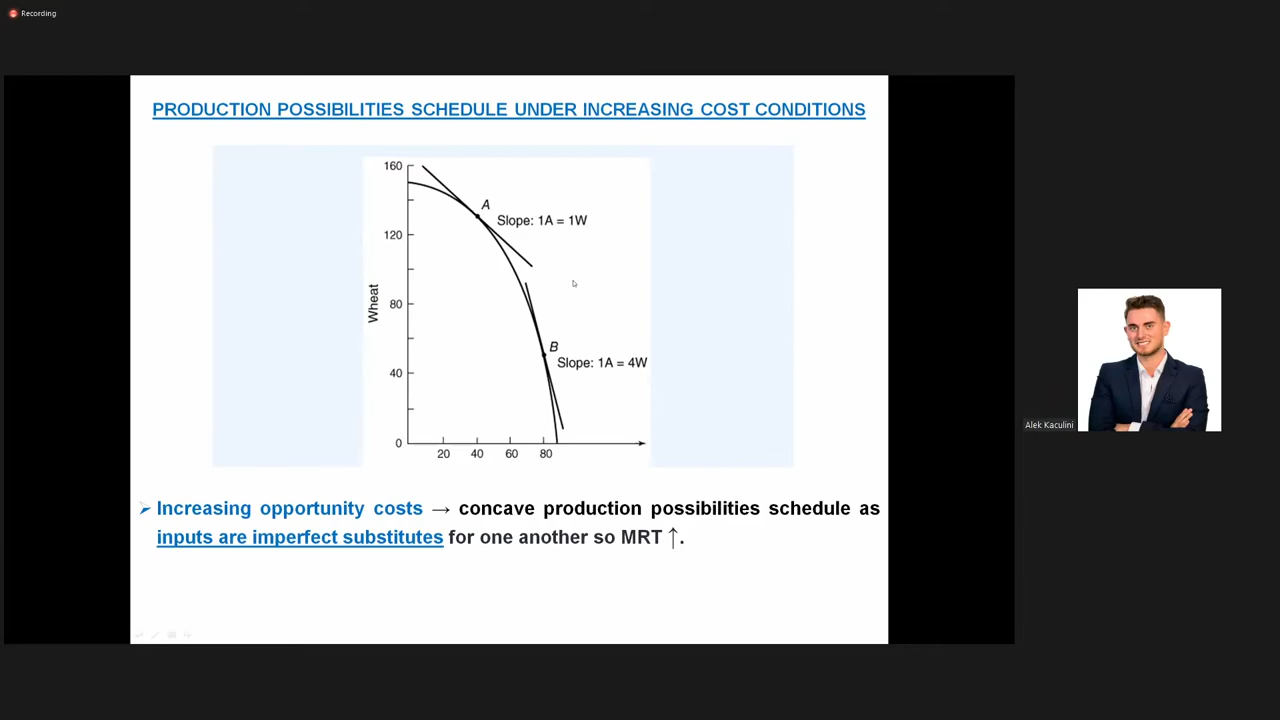 Recording
PRODUCTION POSSIBILITIES SCHEDULE UNDER INCREASING COST CONDITIONS
160
A
Slope: 1A = 1W
120
Wheat
80
B
Slope: 1A = 4W
40
0
20 40 60 80
Alek Kaculini
➢ Increasing opportunity costs → concave production possibilities schedule as
inputs are imperfect substitutes for one another so MRT ↑.